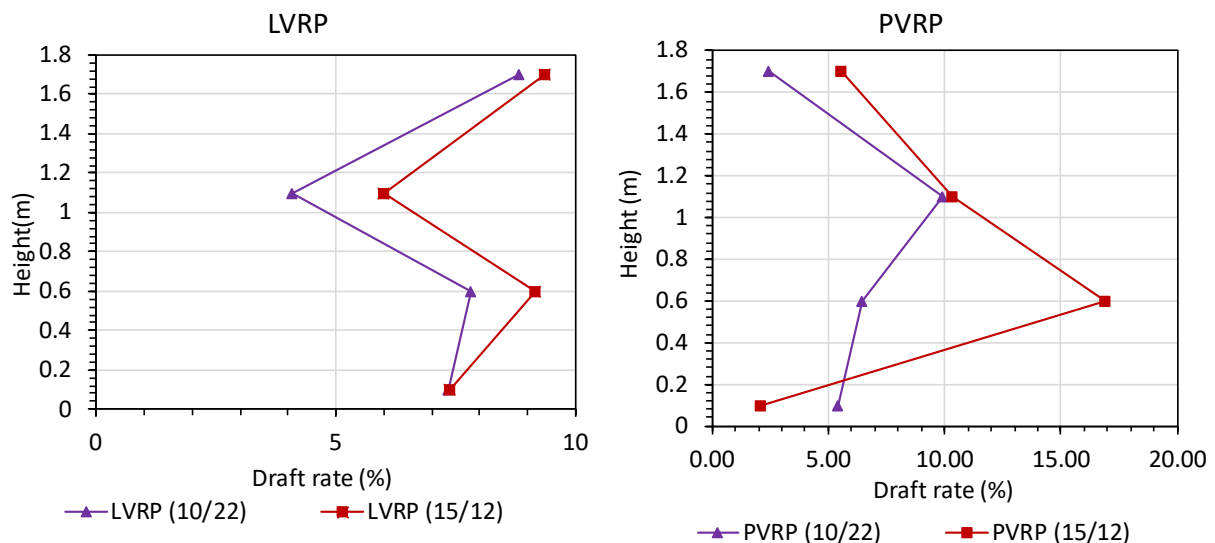 LVRP
1.8
1.6
1.4
1.2
1
0.8
0.6
0.4
0.2
0
Height(m)
0 5 10
Draft rate (%)
LVRP (10/22) LVRP (15/12)
PVRP
1.8
1.6
1.4
1.2
1
0.8
0.6
0.4
0.2
0
Height (m)
0.00 5.00 10.00 15.00 20.00
Draft rate (%)
PVRP (10/22) PVRP (15/12)